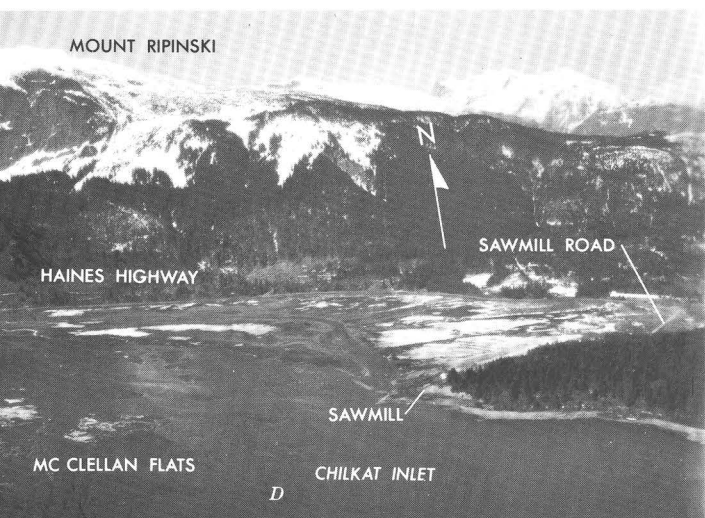 MOUNT RIPINSKI
N
SAWMILL ROAD
HAINES HIGHWAY
SAWMILL
MC CLELLAN FLATS
CHILKAT INLET
D